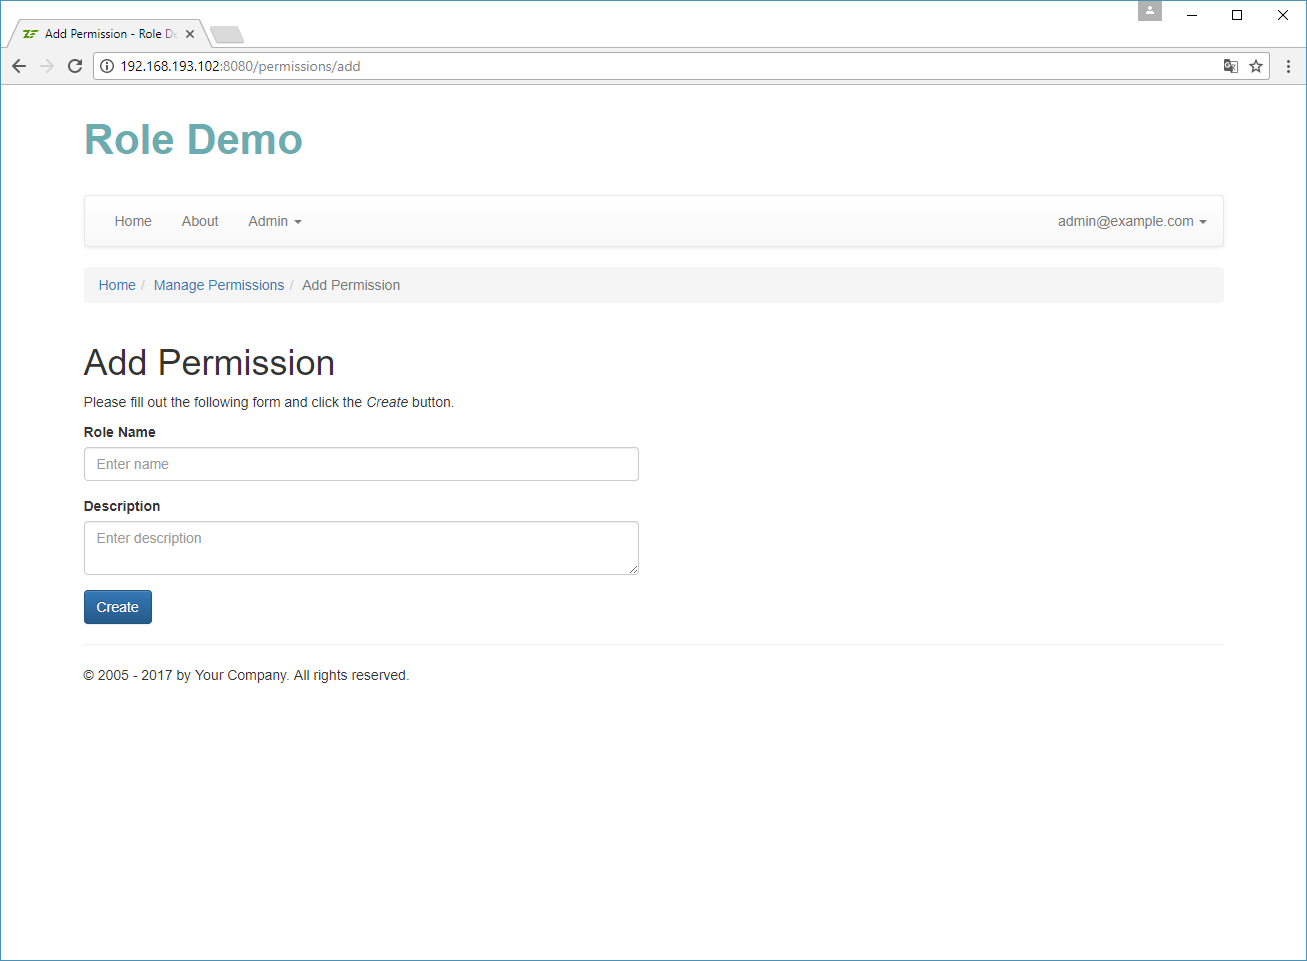 Add Permission - Role De
192.168.193.102:8080/permissions/add
Role Demo
Home About Admin admin@example.com
Home / Manage Permissions / Add Permission
Add Permission
Please fill out the following form and click the Create button.
Role Name
Enter name
Description
Enter description
Create
© 2005 - 2017 by Your Company. All rights reserved.